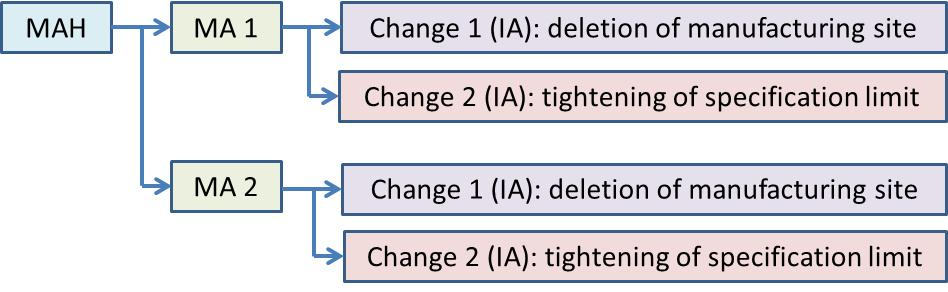 MAH
MA 1
Change 1 (IA): deletion of manufacturing site
Change 2 (IA): tightening of specification limit
MA 2
Change 1 (IA): deletion of manufacturing site
Change 2 (IA): tightening of specification limit